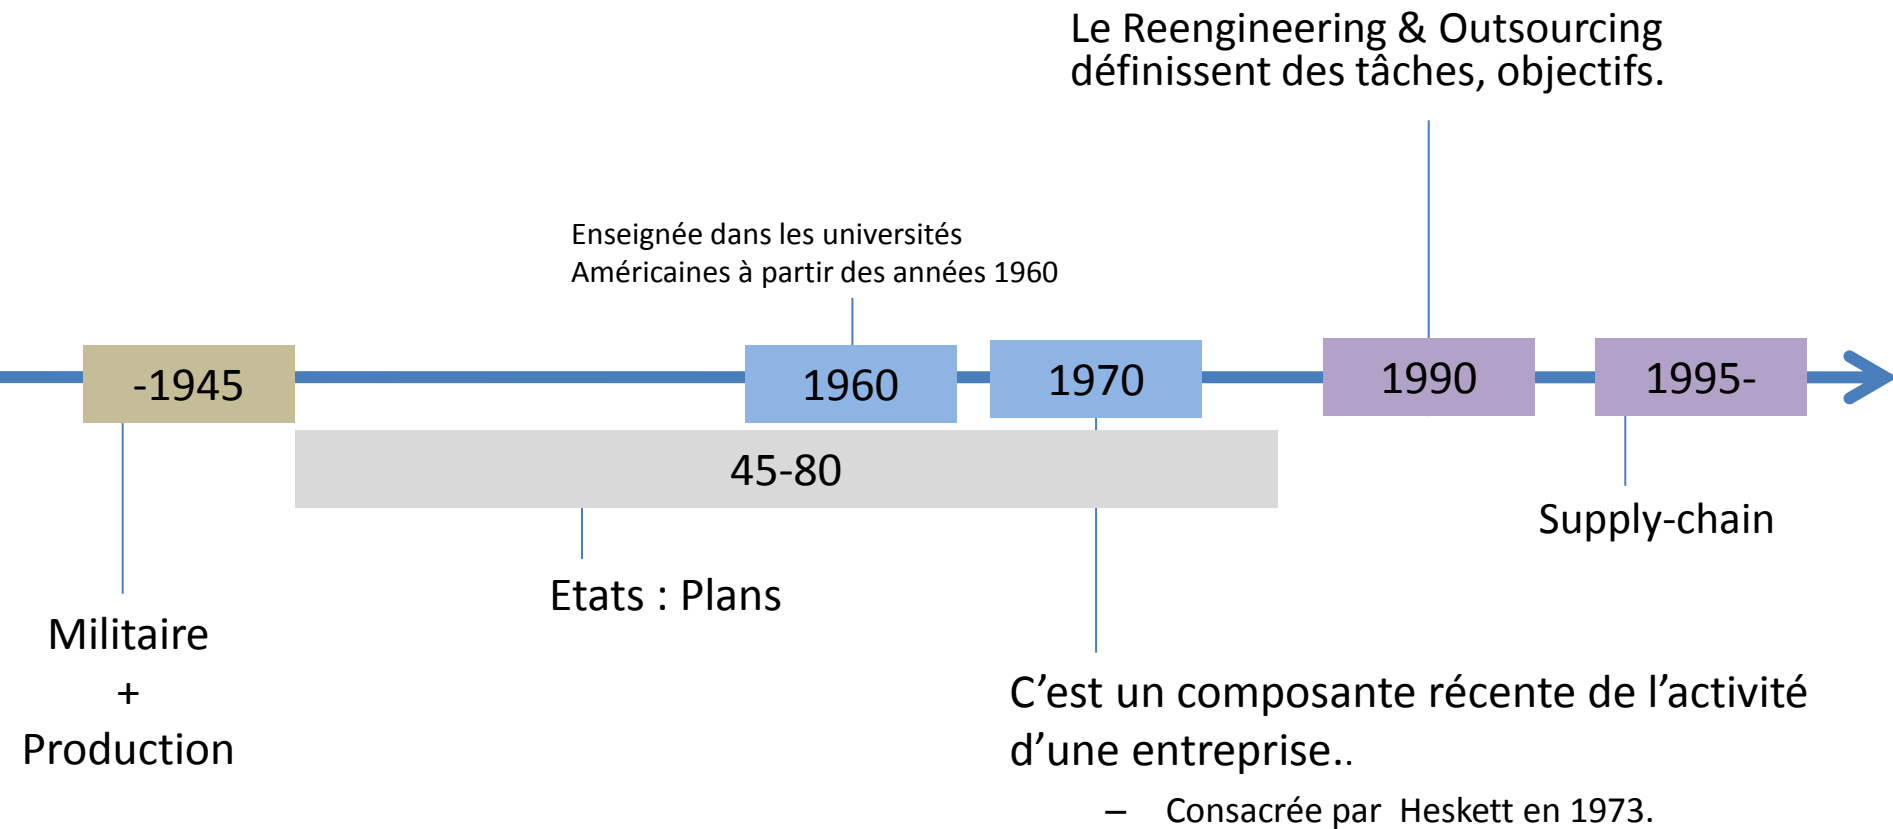 Le Reengineering & Outsourcing
définissent des tâches, objectifs.
Enseignée dans les universités
Américaines à partir des années 1960
-1945
1960
1970
1990
1995-
45-80
Supply-chain
Etats : Plans
Militaire
+
Production
C’est un composante récente de l’activité
d’une entreprise..
– Consacrée par Heskett en 1973.